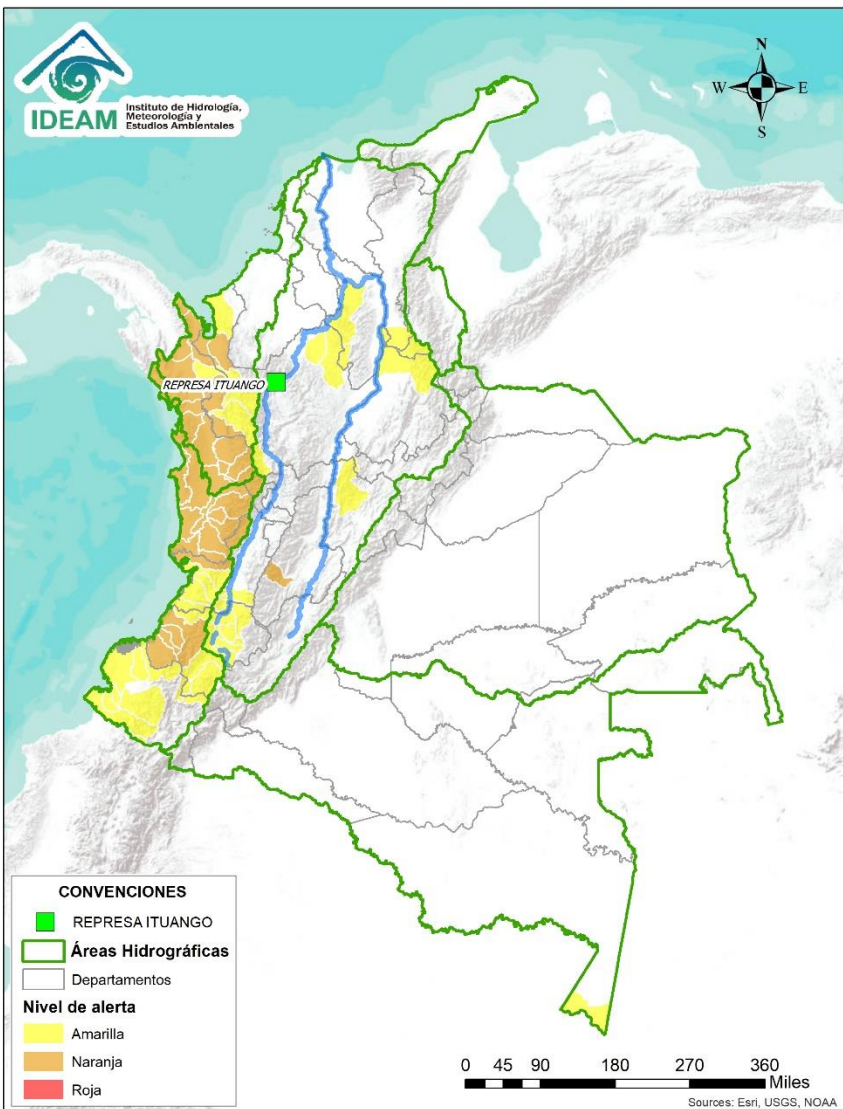 IDEAM
Instituto de Hidrología,
Meteorología y
Estudios Ambientales
N
W E
S
REPRESA ITUANGO
CONVENCIONES
REPRESA ITUANGO
Áreas Hidrográficas
Departamentos
Nivel de alerta
Amarilla
Naranja
Roja
0 45 90 180 270 360
Miles
Sources: Esri, USGS, NOAA